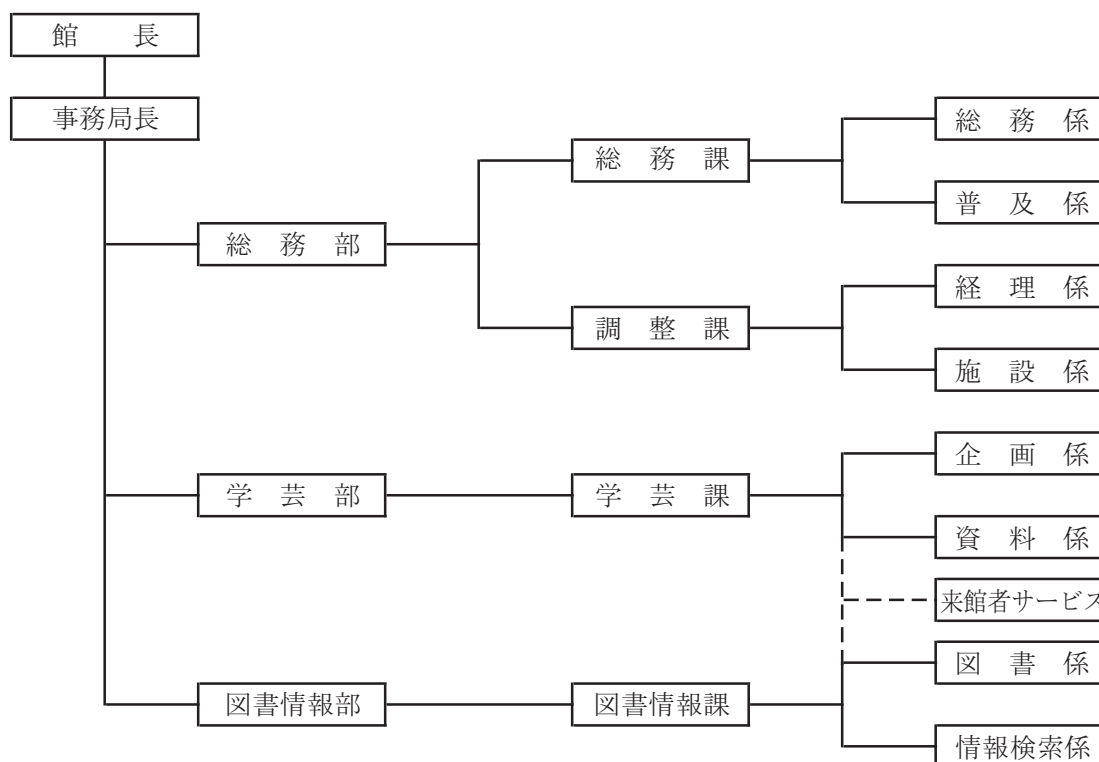 館　長
事務局長
総　務　部
総　務　課
総　務　係
普　及　係
調　整　課
経　理　係
施　設　係
学　芸　部
学　芸　課
企　画　係
資　料　係
来館者サービス
図書情報部
図書情報課
図　書　係
情報検索係